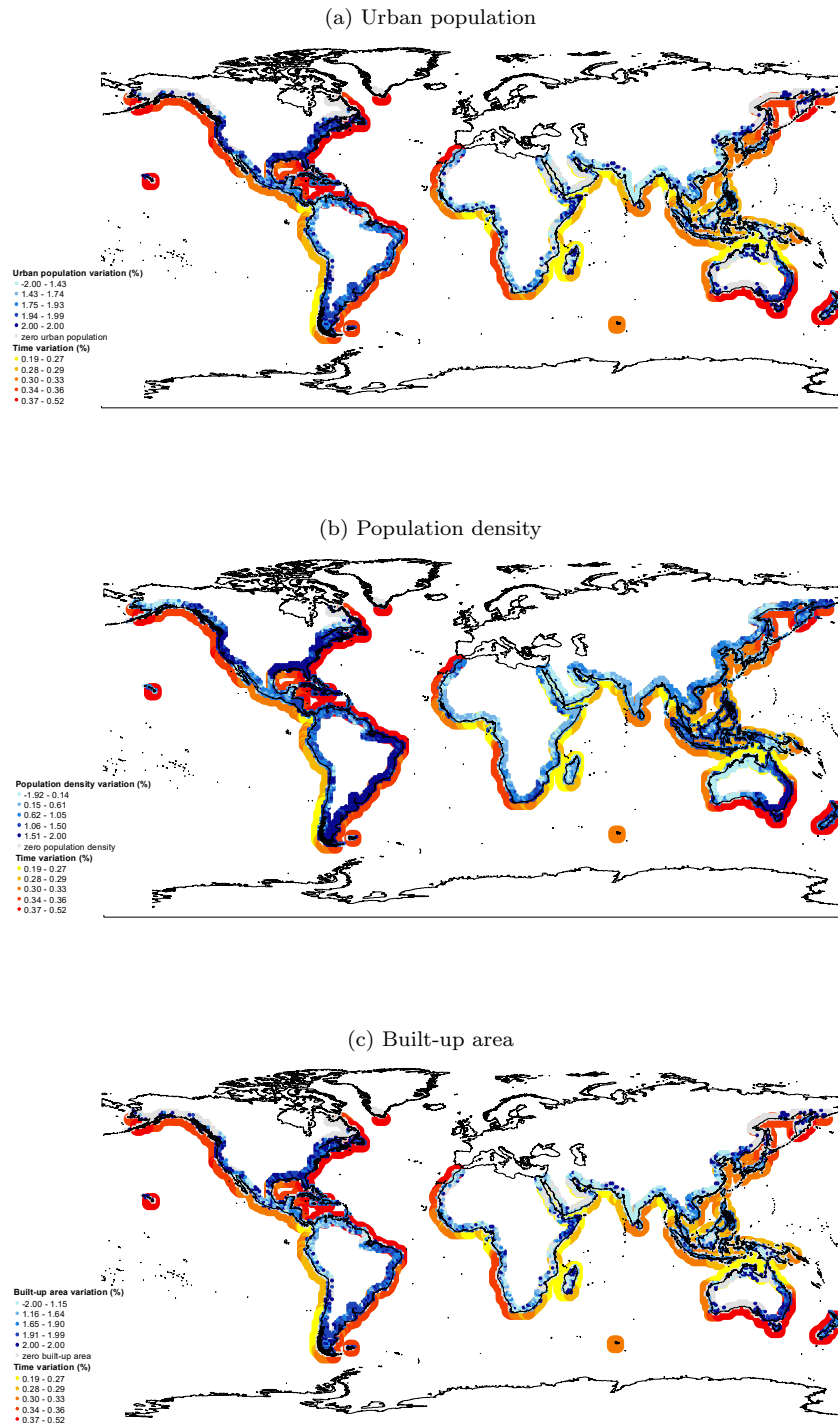 (a) Urban population
Urban population variation (%)
-2.00 - 1.43
1.43 - 1.74
1.75 - 1.93
1.94 - 1.99
2.00 - 2.00
zero urban population
Time variation (%)
0.19 - 0.27
0.28 - 0.29
0.30 - 0.33
0.34 - 0.36
0.37 - 0.52
(b) Population density
Population density variation (%)
-1.92 - 0.14
0.15 - 0.61
0.62 - 1.05
1.06 - 1.50
1.51 - 2.00
zero population density
Time variation (%)
0.19 - 0.27
0.28 - 0.29
0.30 - 0.33
0.34 - 0.36
0.37 - 0.52
(c) Built-up area
Built-up area variation (%)
-2.00 - 1.15
1.16 - 1.64
1.65 - 1.90
1.91 - 1.99
2.00 - 2.00
zero built-up area
Time variation (%)
0.19 - 0.27
0.28 - 0.29
0.30 - 0.33
0.34 - 0.36
0.37 - 0.52